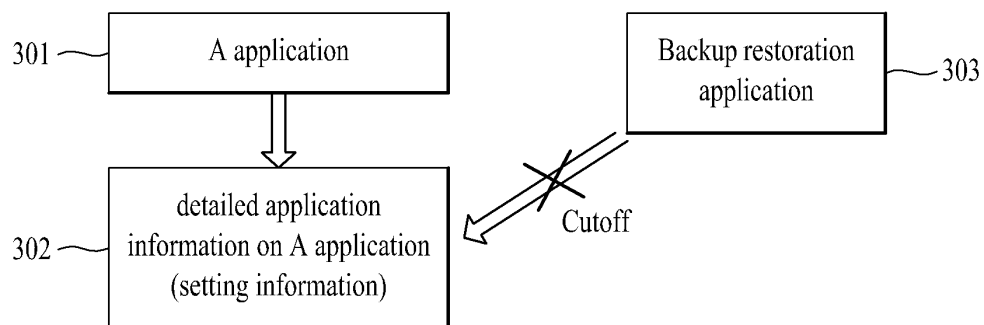 301
A application
Backup restoration
application
303
302
detailed application
information on A application
(setting information)
Cutoff